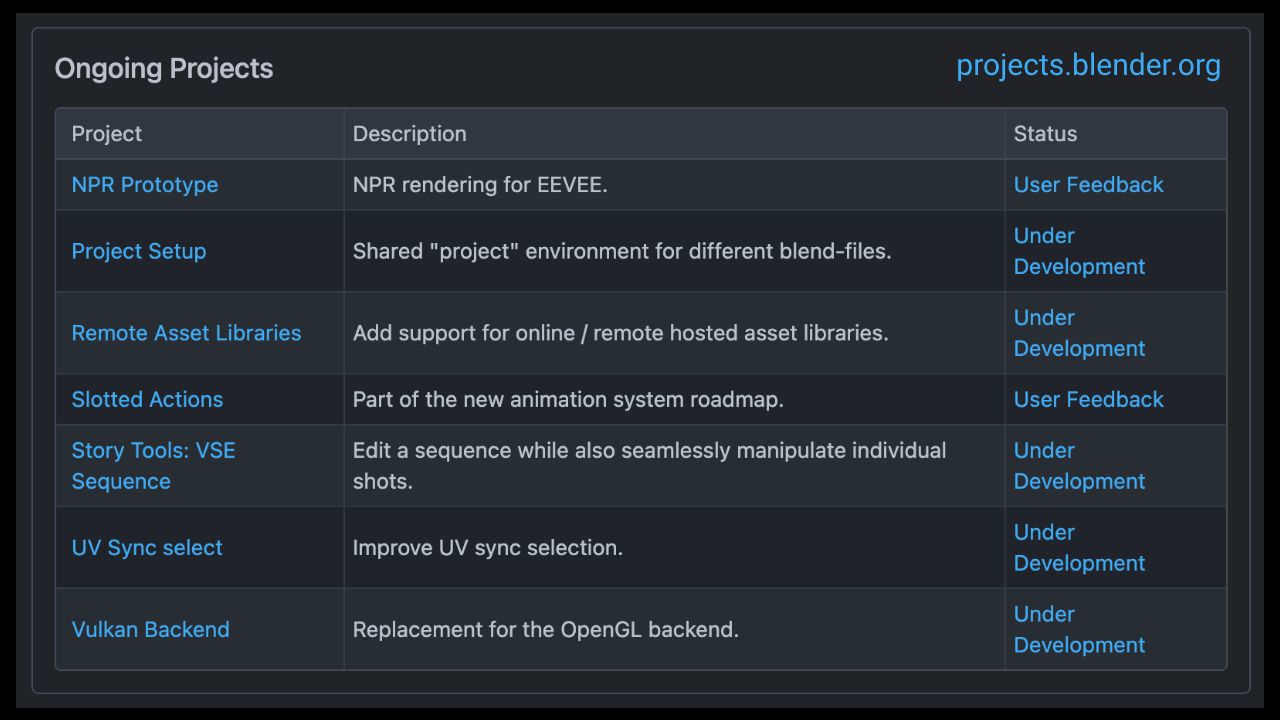 Ongoing Projects
projects.blender.org
Project Description Status
NPR Prototype NPR rendering for EEVEE. User Feedback
Project Setup Shared "project" environment for different blend-files. Under
Development
Remote Asset Libraries Add support for online / remote hosted asset libraries. Under
Development
Slotted Actions Part of the new animation system roadmap. User Feedback
Story Tools: VSE Edit a sequence while also seamlessly manipulate individual Under
Sequence shots. Development
UV Sync select Improve UV sync selection. Under
Development
Vulkan Backend Replacement for the OpenGL backend. Under
Development